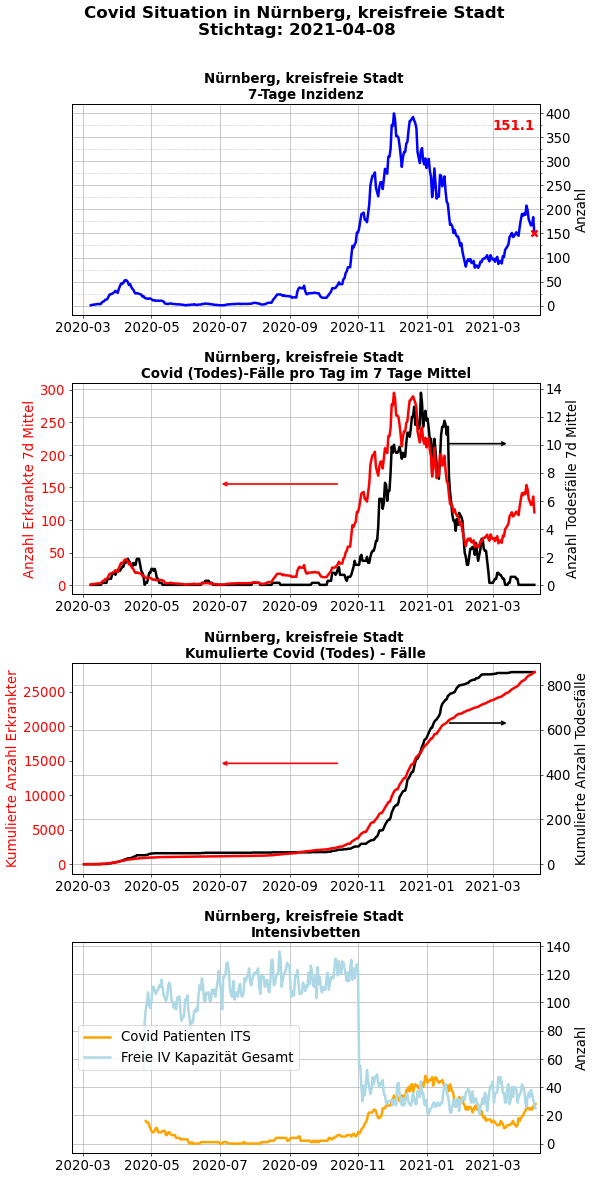 Covid Situation in Nürnberg, kreisfreie Stadt
Stichtag: 2021-04-08
Nürnberg, kreisfreie Stadt
7-Tage Inzidenz
151.1
400
350
300
250
200
150
100
50
0
Anzahl
2020-03 2020-05 2020-07 2020-09 2020-11 2021-01 2021-03
Nürnberg, kreisfreie Stadt
Covid (Todes)-Fälle pro Tag im 7 Tage Mittel
Anzahl Erkrankte 7d Mittel
300
250
200
150
100
50
0
14
12
10
8
6
4
2
0
Anzahl Todesfälle 7d Mittel
2020-03 2020-05 2020-07 2020-09 2020-11 2021-01 2021-03
Nürnberg, kreisfreie Stadt
Kumulierte Covid (Todes) - Fälle
Kumulierte Anzahl Erkrankter
25000
20000
15000
10000
5000
0
800
600
400
200
0
Kumulierte Anzahl Todesfälle
2020-03 2020-05 2020-07 2020-09 2020-11 2021-01 2021-03
Nürnberg, kreisfreie Stadt
Intensivbetten
Covid Patienten ITS
Freie IV Kapazität Gesamt
140
120
100
80
60
40
20
0
Anzahl
2020-03 2020-05 2020-07 2020-09 2020-11 2021-01 2021-03